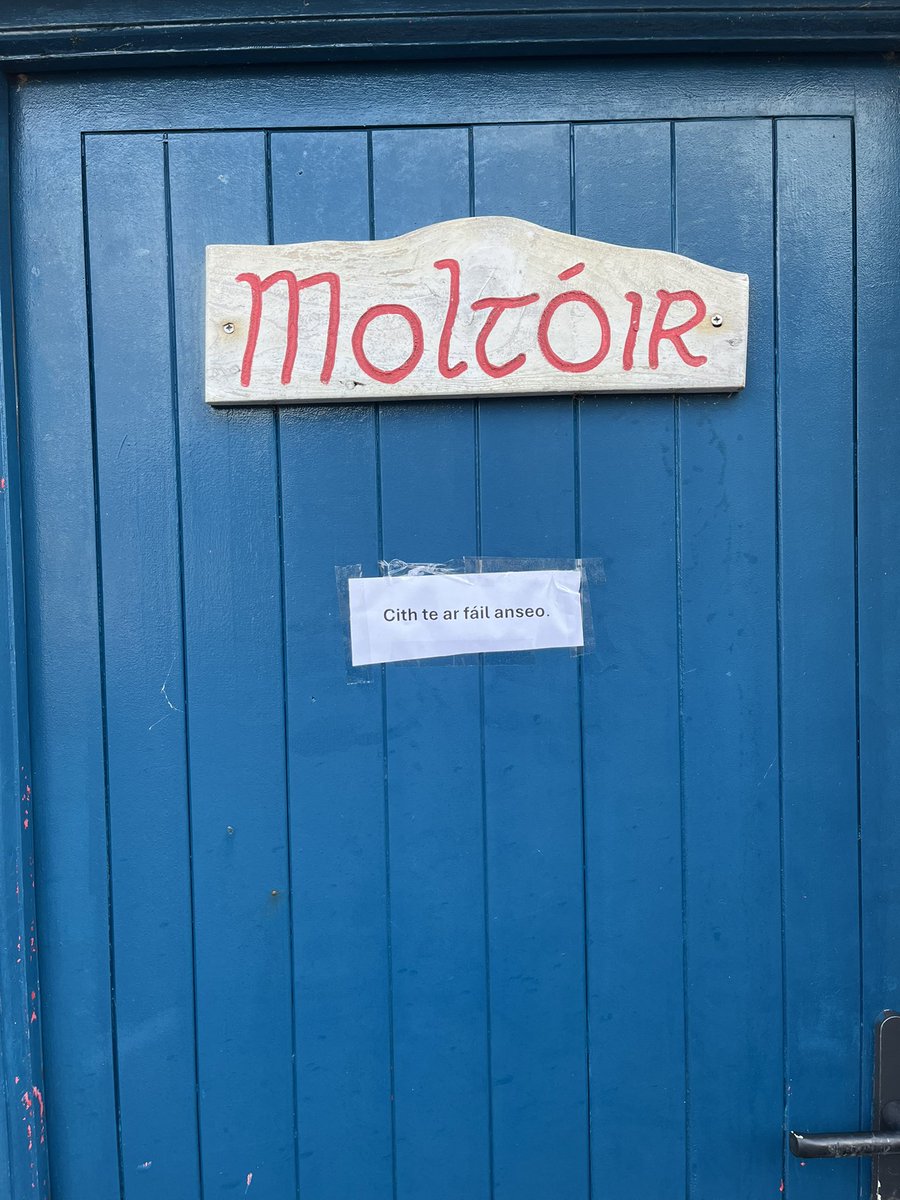 Moltóir
Cith te ar fáil anseo.